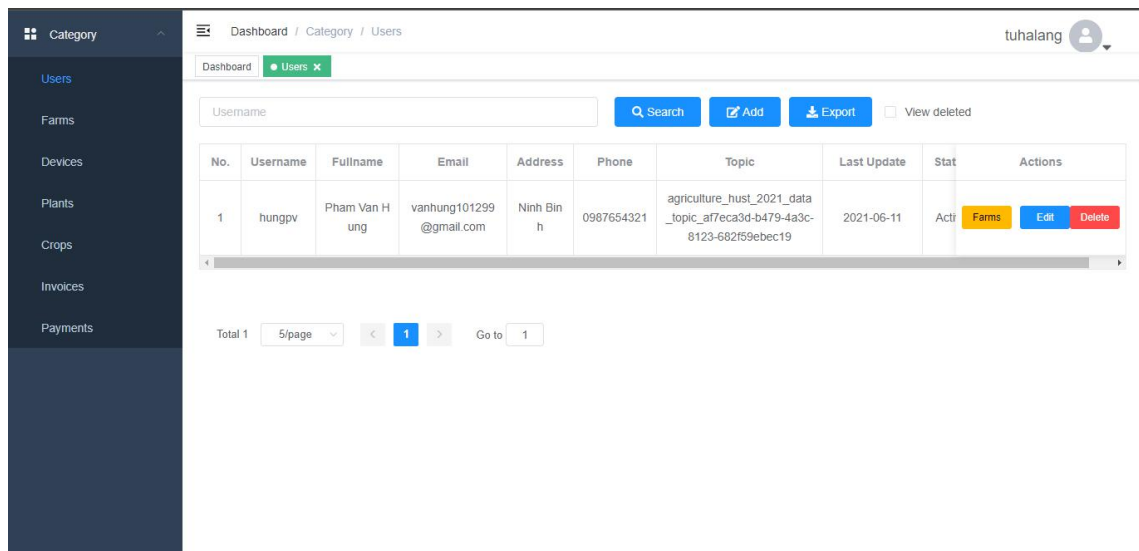 Category
Dashboard / Category / Users
tuhalang
Dashboard
Users
Users
Farms
Devices
Plants
Crops
Invoices
Payments
Username
Search
Add
Export
View deleted
No. Username Fullname Email Address Phone Topic Last Update Stat Actions
1 hungpv Pham Van H
ung
vanhung101299
@gmail.com
Ninh Bin
h
0987654321
agriculture_hust_2021_data
_topic_af7eca3d-b479-4a3c-
8123-682f59ebec19
2021-06-11 Acti Farms Edit Delete
Total 1 5/page 1 Go to 1